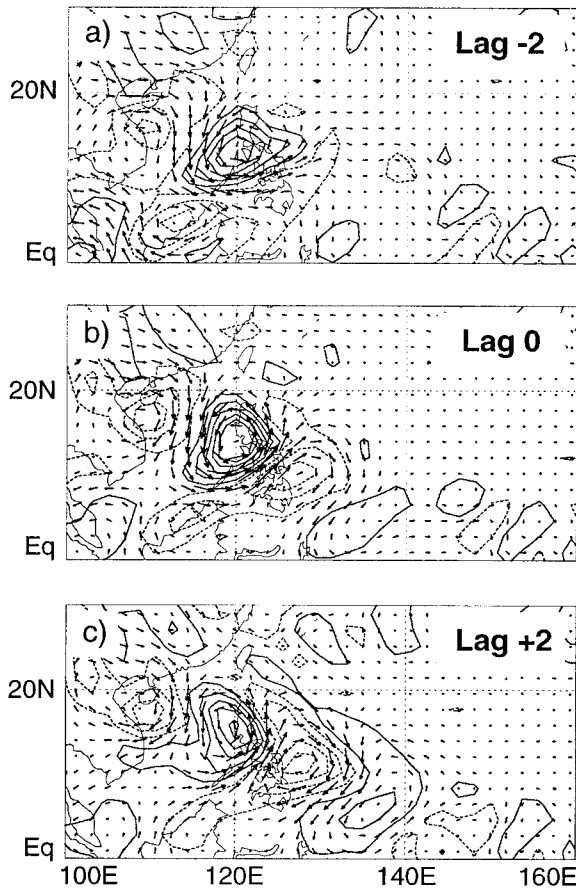 a)
Lag -2
20N
Eq
b)
Lag 0
20N
Eq
c)
Lag +2
20N
Eq
100E 120E 140E 160E